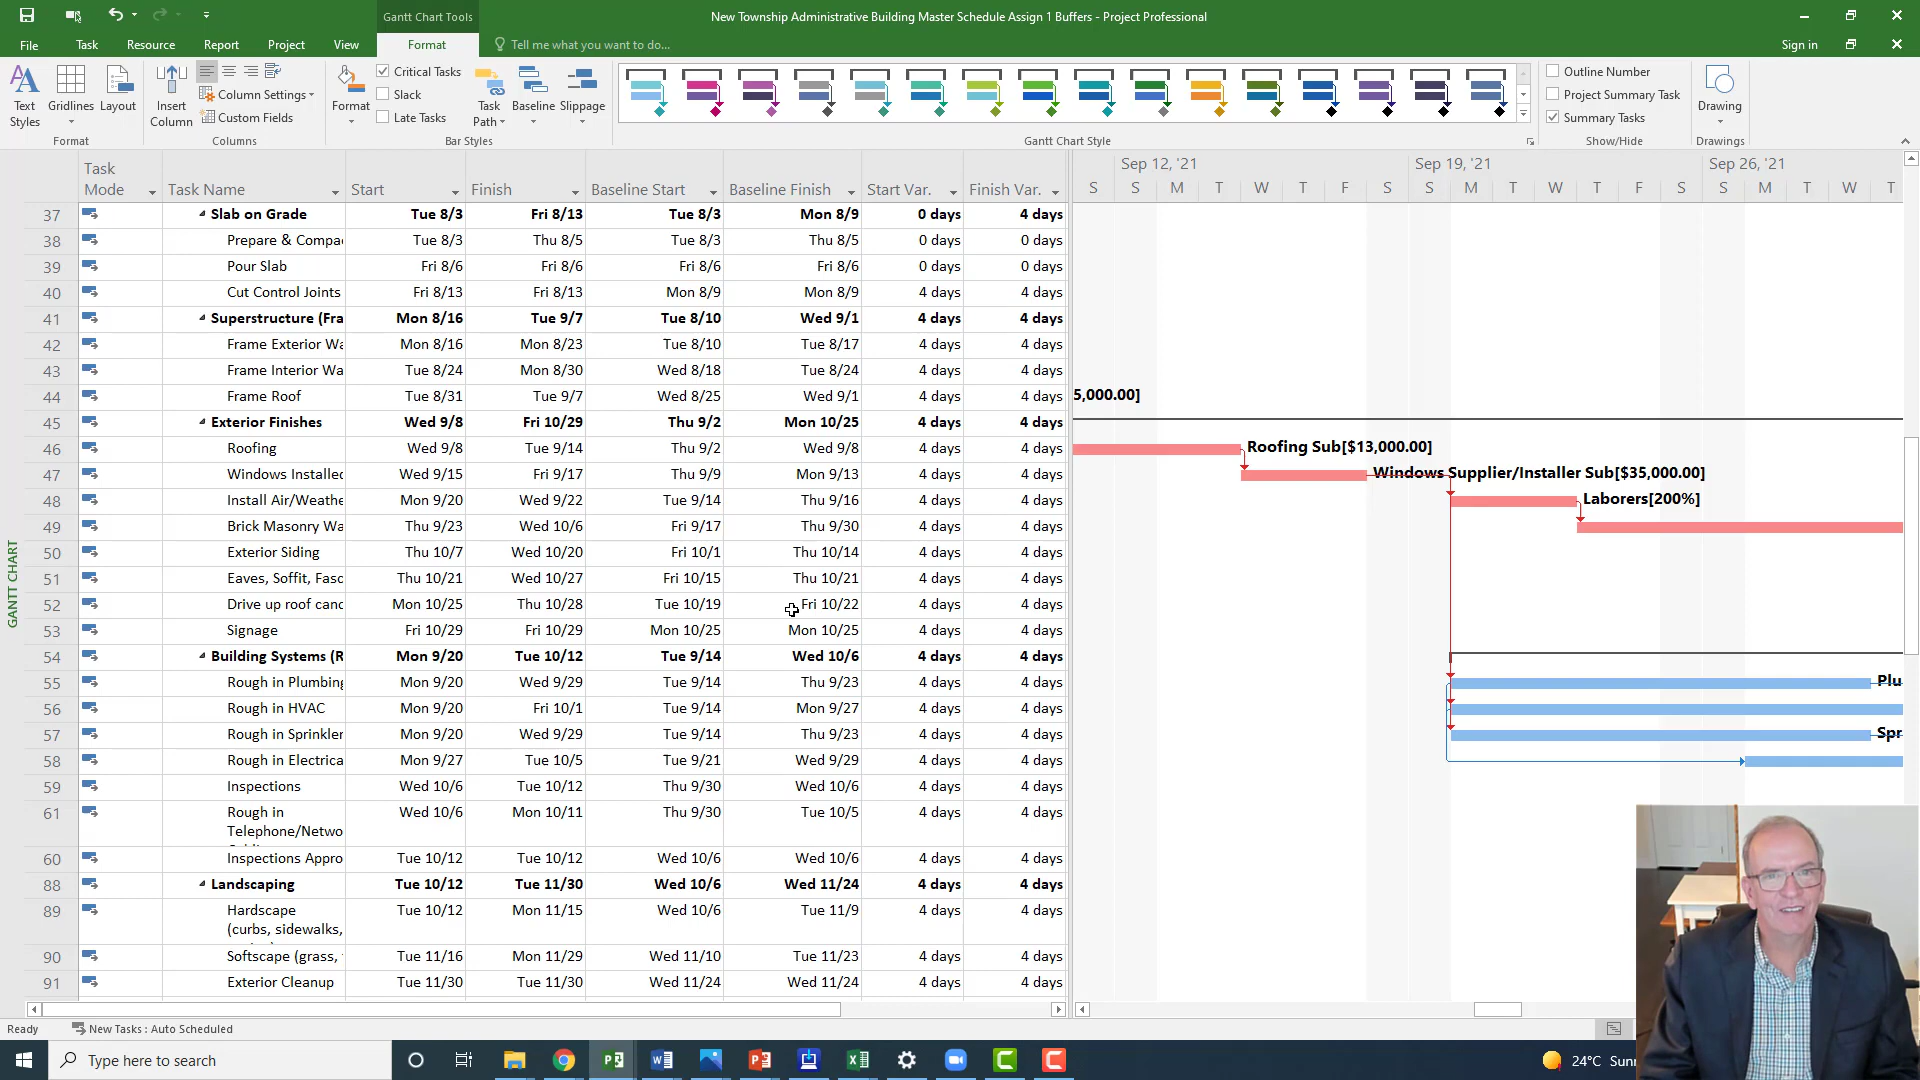 Gantt Chart Tools
New Township Administrative Building Master Schedule Assign 1 Buffers - Project Professional
File Task Resource Report Project View Format Tell me what you want to do... Sign in
Text Styles
Gridlines
Layout
Format
Insert Column
Column Settings
Custom Fields
Columns
Format
Critical Tasks
Slack
Late Tasks
Task Path
Baseline
Slippage
Bar Styles
Gantt Chart Style
Outline Number
Project Summary Task
Summary Tasks
Show/Hide
Drawing
Drawings
Task Mode Task Name Start Finish Baseline Start Baseline Finish Start Var. Finish Var.
Sep 12, '21 Sep 19, '21 Sep 26, '21
S S M T W T F S S M T W T F S S M T W T
37 Slab on Grade Tue 8/3 Fri 8/13 Tue 8/3 Mon 8/9 0 days 4 days
38 Prepare & Compa Tue 8/3 Thu 8/5 Tue 8/3 Thu 8/5 0 days 0 days
39 Pour Slab Fri 8/6 Fri 8/6 Fri 8/6 Fri 8/6 0 days 0 days
40 Cut Control Joints Fri 8/13 Fri 8/13 Mon 8/9 Mon 8/9 4 days 4 days
41 Superstructure (Fra Mon 8/16 Tue 9/7 Tue 8/10 Wed 9/1 4 days 4 days
42 Frame Exterior Wa Mon 8/16 Mon 8/23 Tue 8/10 Tue 8/17 4 days 4 days
43 Frame Interior Wa Tue 8/24 Mon 8/30 Wed 8/18 Tue 8/24 4 days 4 days
44 Frame Roof Tue 8/31 Tue 9/7 Wed 8/25 Wed 9/1 4 days 4 days 5,000.00]
45 Exterior Finishes Wed 9/8 Fri 10/29 Thu 9/2 Mon 10/25 4 days 4 days
46 Roofing Wed 9/8 Tue 9/14 Thu 9/2 Wed 9/8 4 days 4 days Roofing Sub[$13,000.00]
47 Windows Installed Wed 9/15 Fri 9/17 Thu 9/9 Mon 9/13 4 days 4 days Windows Supplier/Installer Sub[$35,000.00]
48 Install Air/Weathe Mon 9/20 Wed 9/22 Tue 9/14 Thu 9/16 4 days 4 days Laborers[200%]
49 Brick Masonry Wa Thu 9/23 Wed 10/6 Fri 9/17 Thu 9/30 4 days 4 days
50 Exterior Siding Thu 10/7 Wed 10/20 Fri 10/1 Thu 10/14 4 days 4 days
51 Eaves, Soffit, Fasc Thu 10/21 Wed 10/27 Fri 10/15 Thu 10/21 4 days 4 days
52 Drive up roof canc Mon 10/25 Thu 10/28 Tue 10/19 Fri 10/22 4 days 4 days
53 Signage Fri 10/29 Fri 10/29 Mon 10/25 Mon 10/25 4 days 4 days
54 Building Systems (R Mon 9/20 Tue 10/12 Tue 9/14 Wed 10/6 4 days 4 days
55 Rough in Plumbing Mon 9/20 Wed 9/29 Tue 9/14 Thu 9/23 4 days 4 days Plu
56 Rough in HVAC Mon 9/20 Fri 10/1 Tue 9/14 Mon 9/27 4 days 4 days
57 Rough in Sprinkler Mon 9/20 Wed 9/29 Tue 9/14 Thu 9/23 4 days 4 days Spr
58 Rough in Electrica Mon 9/27 Tue 10/5 Tue 9/21 Wed 9/29 4 days 4 days
59 Inspections Wed 10/6 Tue 10/12 Thu 9/30 Wed 10/6 4 days 4 days
61 Rough in Wed 10/6 Mon 10/11 Thu 9/30 Tue 10/5 4 days 4 days
Telephone/Netwo
60 Inspections Appro Tue 10/12 Tue 10/12 Wed 10/6 Wed 10/6 4 days 4 days
88 Landscaping Tue 10/12 Tue 11/30 Wed 10/6 Wed 11/24 4 days 4 days
89 Hardscape Tue 10/12 Mon 11/15 Wed 10/6 Tue 11/9 4 days 4 days
(curbs, sidewalks,
90 Softscape (grass, Tue 11/16 Mon 11/29 Wed 11/10 Tue 11/23 4 days 4 days
91 Exterior Cleanup Tue 11/30 Tue 11/30 Wed 11/24 Wed 11/24 4 days 4 days
GANTT CHART
Ready New Tasks : Auto Scheduled
Type here to search
24°C Sunn